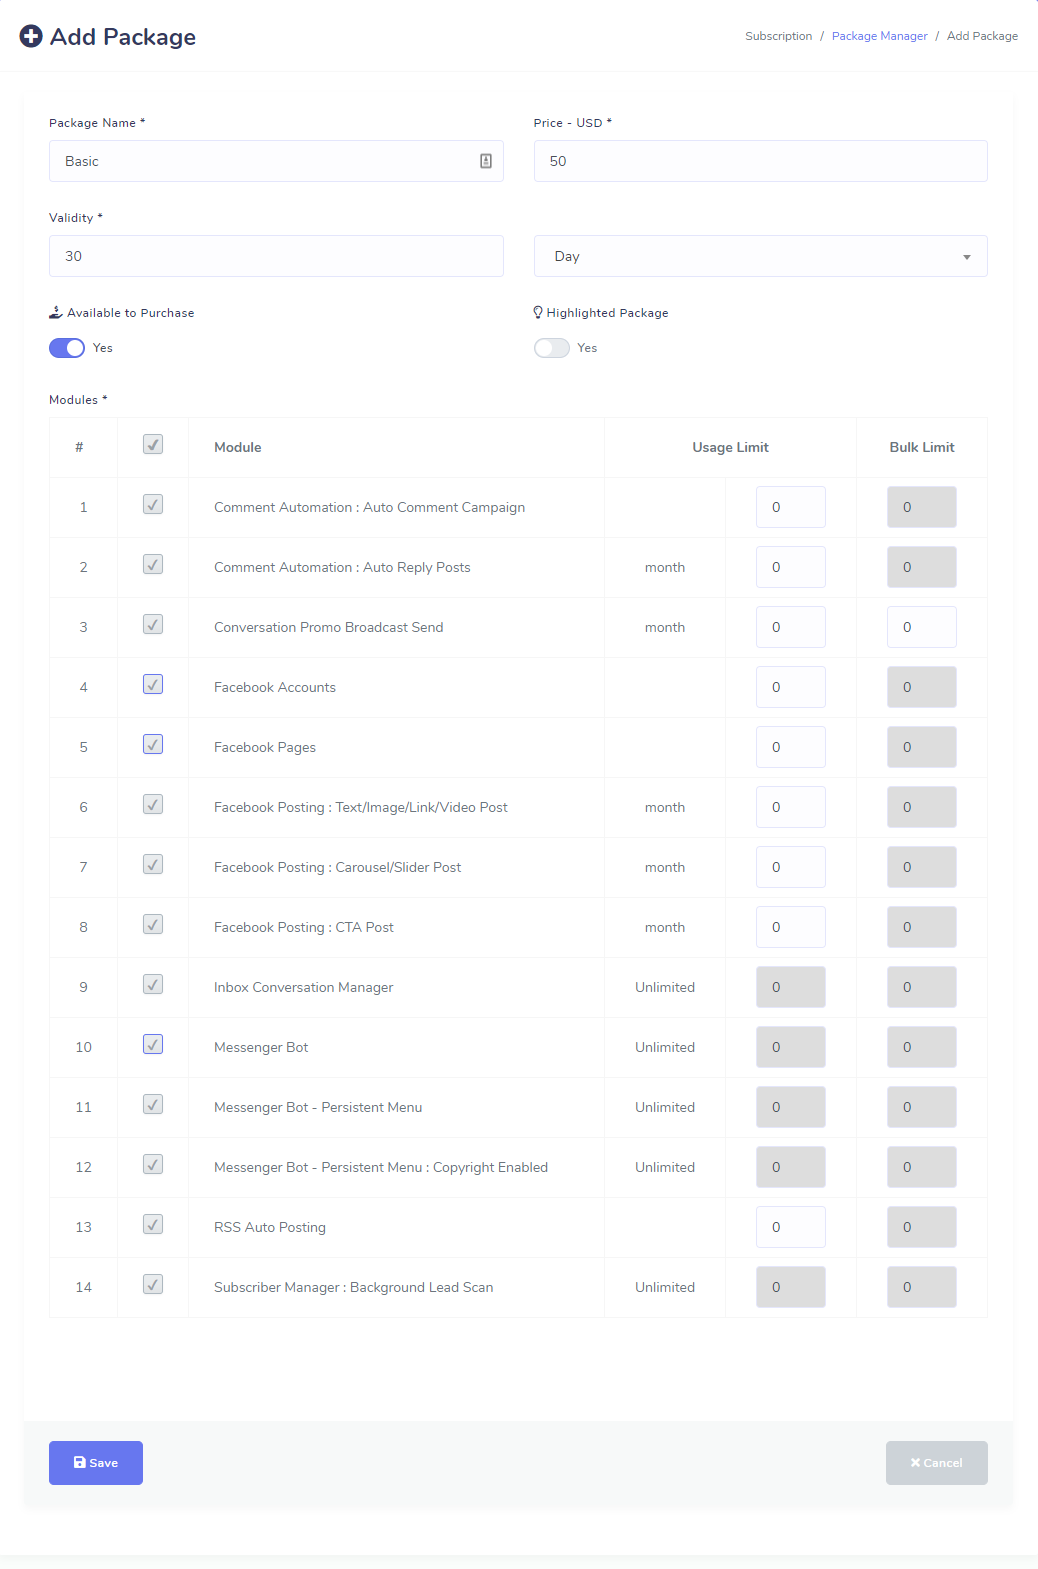 Add Package
Subscription / Package Manager / Add Package
Package Name *
Price - USD *
Basic
50
Validity *
30
Day
Available to Purchase
Highlighted Package
Yes
Yes
Modules *
# Module Usage Limit Bulk Limit
1 Comment Automation : Auto Comment Campaign 0 0
2 Comment Automation : Auto Reply Posts month 0 0
3 Conversation Promo Broadcast Send month 0 0
4 Facebook Accounts 0 0
5 Facebook Pages 0 0
6 Facebook Posting : Text/Image/Link/Video Post month 0 0
7 Facebook Posting : Carousel/Slider Post month 0 0
8 Facebook Posting : CTA Post month 0 0
9 Inbox Conversation Manager Unlimited 0 0
10 Messenger Bot Unlimited 0 0
11 Messenger Bot - Persistent Menu Unlimited 0 0
12 Messenger Bot - Persistent Menu : Copyright Enabled Unlimited 0 0
13 RSS Auto Posting 0 0
14 Subscriber Manager : Background Lead Scan Unlimited 0 0
Save
Cancel